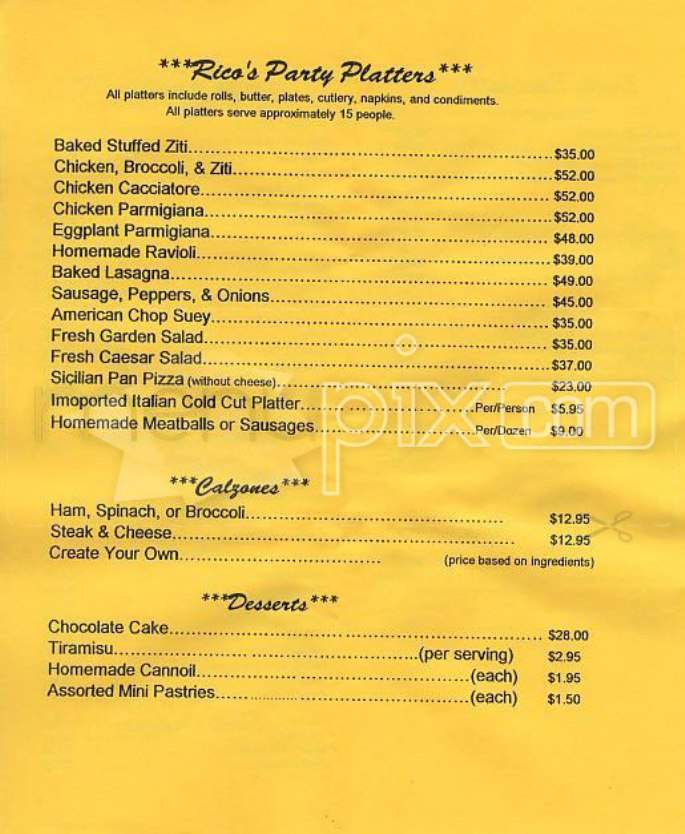 ***Rico's Party Platters***
All platters include rolls, butter, plates, cutlery, napkins, and condiments.
All platters serve approximately 15 people.
Baked Stuffed Ziti $35.00
Chicken, Broccoli, & Ziti $52.00
Chicken Cacciatore $52.00
Chicken Parmigiana $52.00
Eggplant Parmigiana $48.00
Homemade Ravioli $39.00
Baked Lasagna $49.00
Sausage, Peppers, & Onions $45.00
American Chop Suey $35.00
Fresh Garden Salad $35.00
Fresh Caesar Salad $37.00
Siçilian Pan Pizza (without cheese) $23.00
Imoported Italian Cold Cut Platter Per/Person $5.95
Homemade Meatballs or Sausages Per/Dozen $9.00
***Calzones***
Ham, Spinach, or Broccoli $12.95
Steak & Cheese $12.95
Create Your Own (price based on ingredients)
***Desserts***
Chocolate Cake $28.00
Tiramisu (per serving) $2.95
Homemade Cannoil (each) $1.95
Assorted Mini Pastries (each) $1.50